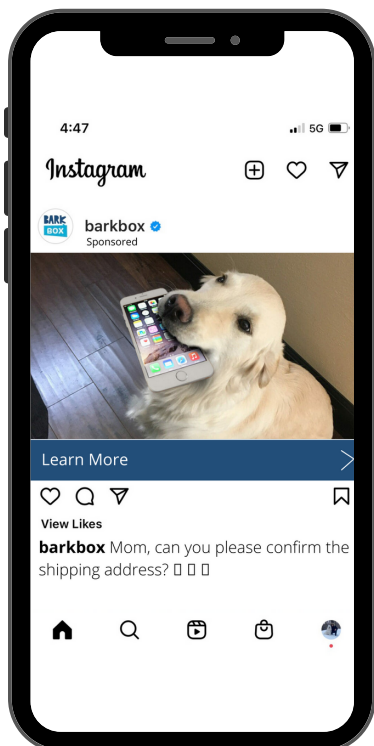 4:47
5G
Instagram
BARK
BOX
barkbox
Sponsored
Learn More
View Likes
barkbox Mom, can you please confirm the
shipping address? ▯ ▯ ▯